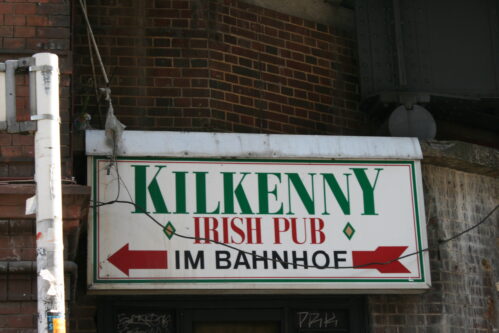 KILKENNY
IRISH PUB
IM BAHNHOF